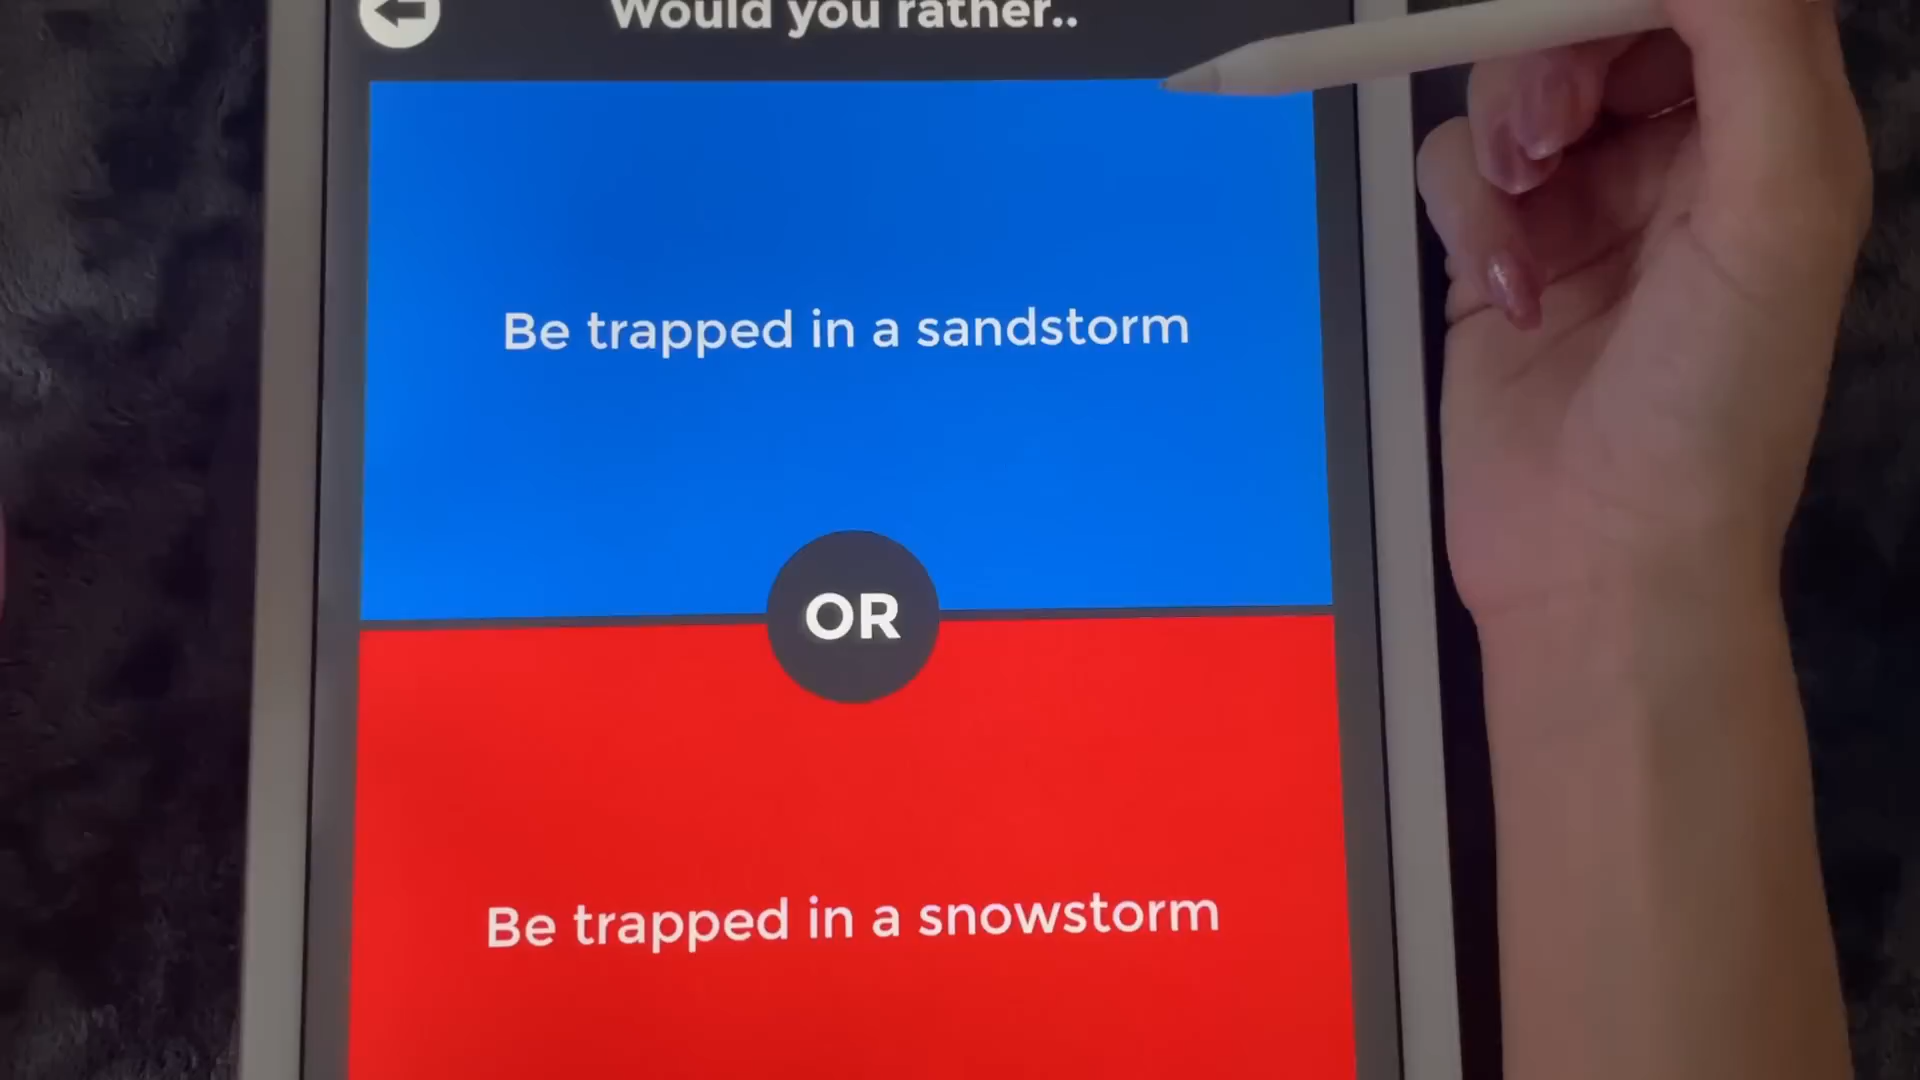 Would you rather..
Be trapped in a sandstorm
OR
Be trapped in a snowstorm